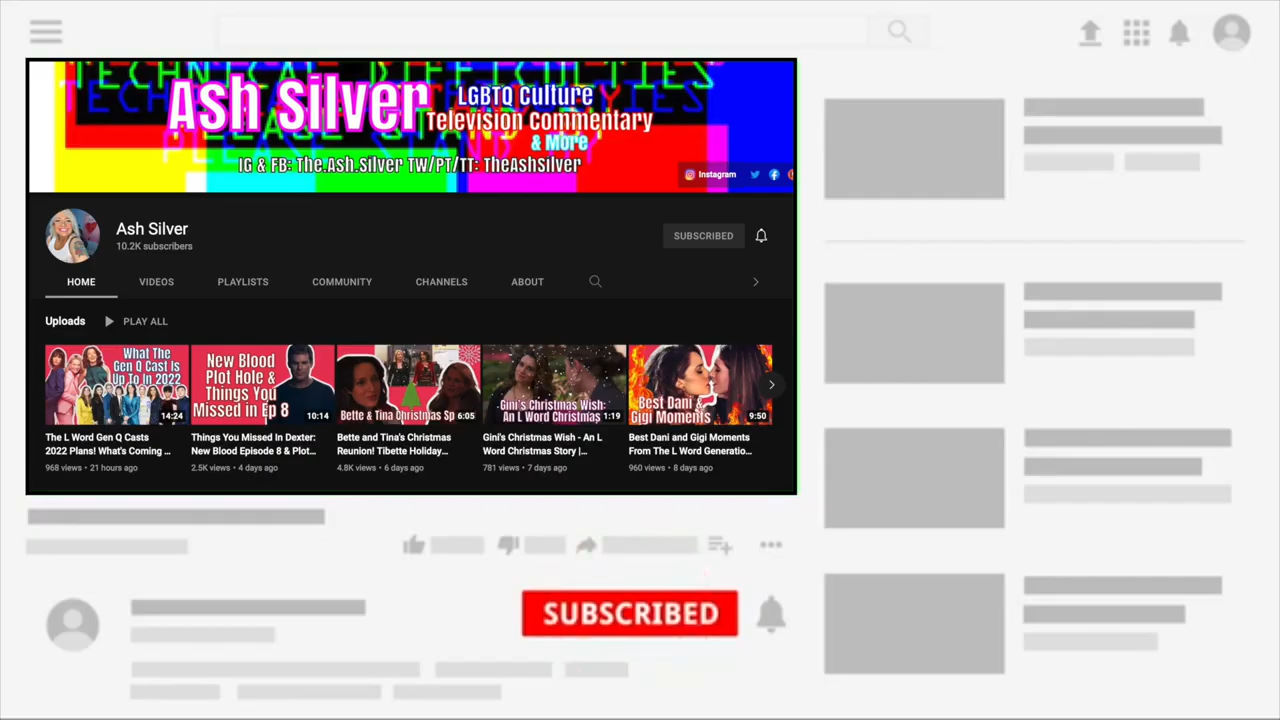 TECHNICAL DIFFICULTIES
PLEASE STAND BY
Ash Silver
LGBTQ Culture
Television Commentary
& More
IG & FB: The.Ash.Silver TW/PT/TT: TheAshsilver
Instagram
Ash Silver
10.2K subscribers
SUBSCRIBED
HOME VIDEOS PLAYLISTS COMMUNITY CHANNELS ABOUT
Uploads PLAY ALL
What The
Gen Q Cast Is
Up To In 2022
14:24
New Blood
Plot Hole &
Things You
Missed in Ep 8
10:14
Bette & Tina Christmas Sp
6:05
Gini's Christmas Wish:
An L Word Christmas
1:19
Best Dani &
Gigi Moments
9:50
The L Word Gen Q Casts
2022 Plans! What's Coming ...
968 views • 21 hours ago
Things You Missed In Dexter:
New Blood Episode 8 & Plot...
2.5K views • 4 days ago
Bette and Tina's Christmas
Reunion! Tibette Holiday...
4.8K views • 6 days ago
Gini's Christmas Wish - An L
Word Christmas Story |...
781 views • 7 days ago
Best Dani and Gigi Moments
From The L Word Generatio...
960 views • 8 days ago
SUBSCRIBED